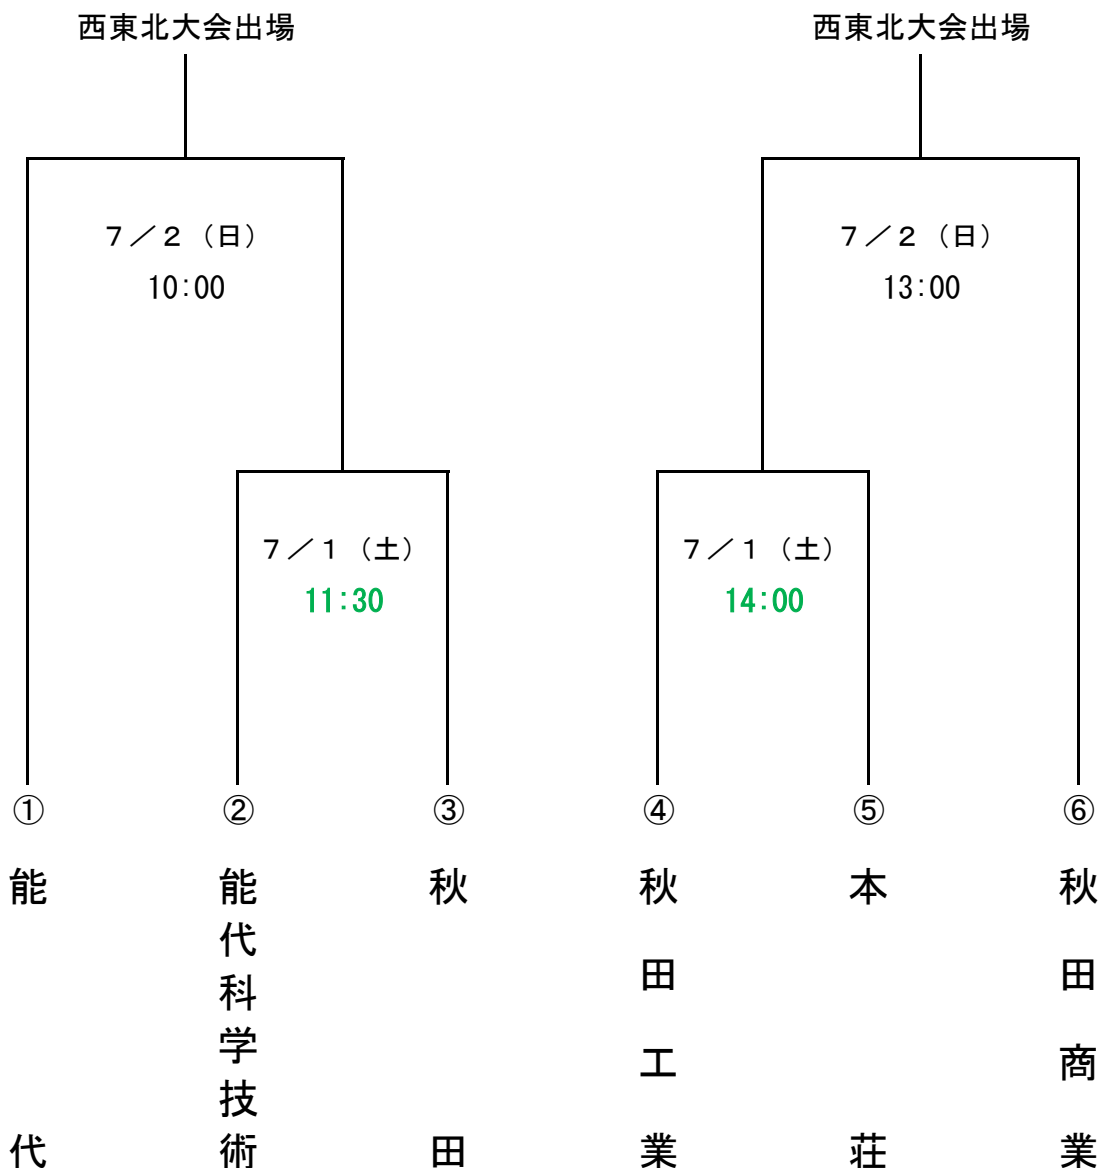 西東北大会出場
西東北大会出場
７／２（日）
10:00
７／２（日）
13:00
７／１（土）
11:30
７／１（土）
14:00
①
②
③
④
⑤
⑥
能代
能代科学技術
秋田
秋田工業
本荘
秋田商業